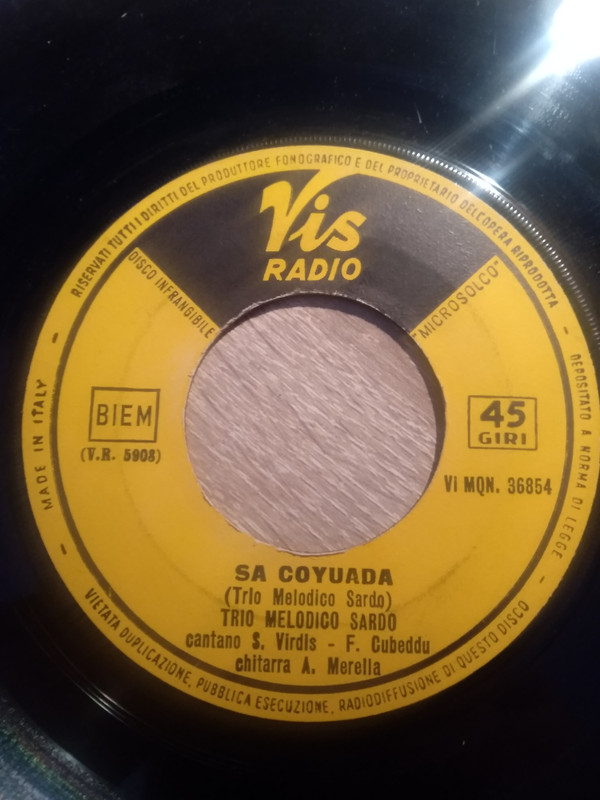 RISERVATI TUTTI I DIRITTI DEL PRODUTTORE FONOGRAFICO E DEL PROPRIETARIO DELL'OPERA RIPRODOTTA
Vis
RADIO
DISCO INFRANGIBILE
"MICROSOLCO"
BIEM
(V.R. 5903)
45
GIRI
Vi MQN. 36854
SA COYUADA
(Trio Melodico Sardo)
TRIO MELODICO SARDO
cantano S. Virdis - F. Cubeddu
chitarra A. Merella
MADE IN ITALY
DEPOSITATO A NORMA DI LEGGE
VIETATA DUPLICAZIONE, PUBBLICA ESECUZIONE, RADIODIFFUSIONE DI QUESTO DISCO